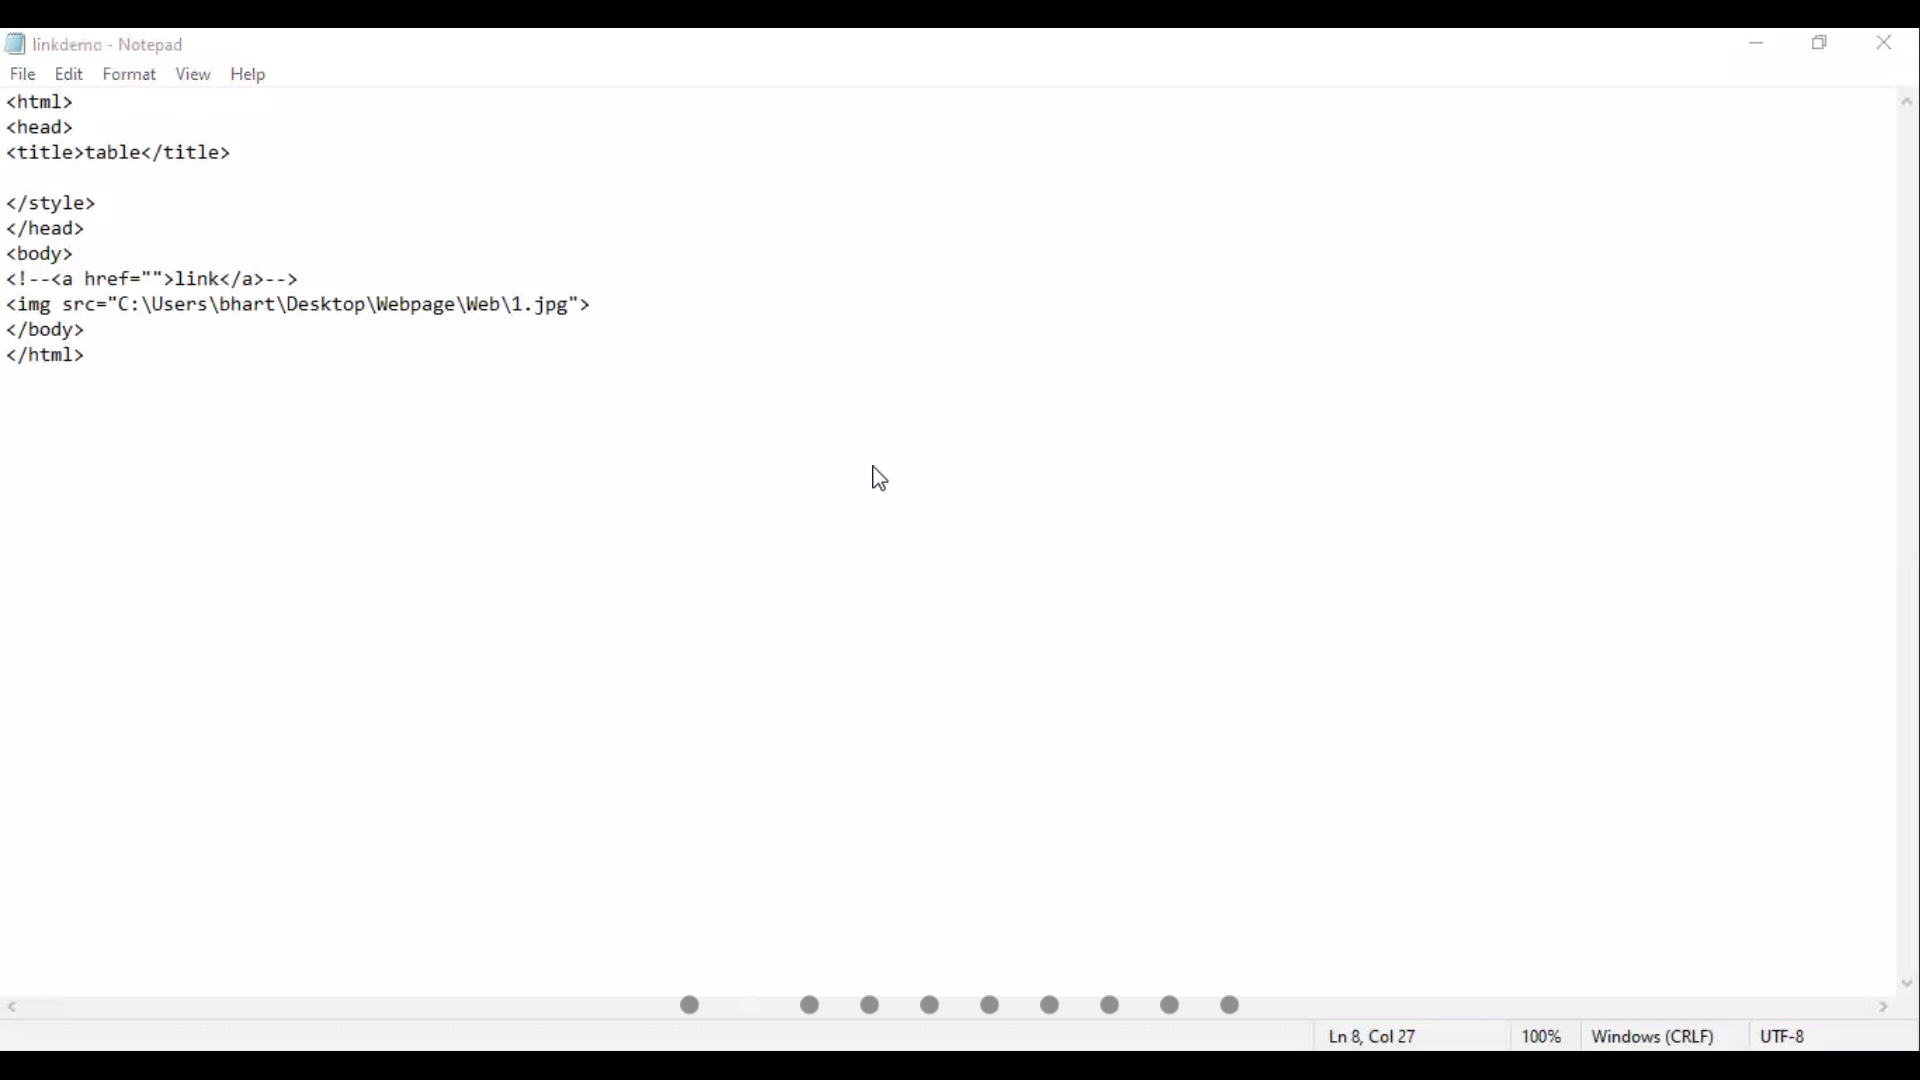 linkdemo - Notepad
File Edit Format View Help
<html>
<head>
<title>table</title>
</style>
</head>
<body>
<!--<a href="">link</a>-->
<img src="C:\Users\bhart\Desktop\Webpage\Web\1.jpg">
</body>
</html>
Ln 8, Col 27 100% Windows (CRLF) UTF-8